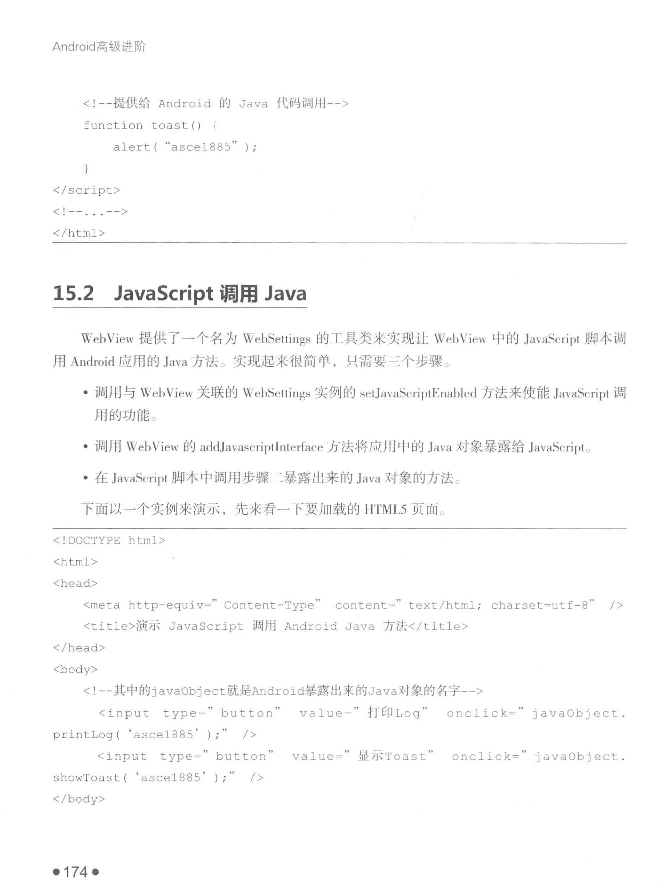 Android高级进阶
<!--提供给 Android 的 Java 代码调用-->
function toast() {
alert( “asce1885” );
}
</script>
<!--...-->
</html>
15.2 JavaScript 调用 Java
WebView 提供了一个名为 WebSettings 的工具类来实现让 WebView 中的 JavaScript 脚本调
用 Android 应用的 Java 方法。实现起来很简单，只需要三个步骤。
• 调用与 WebView 关联的 WebSettings 实例的 setJavaScriptEnabled 方法来使能 JavaScript 调
用的功能。
• 调用 WebView 的 addJavascriptInterface 方法将应用中的 Java 对象暴露给 JavaScript。
• 在 JavaScript 脚本中调用步骤二暴露出来的 Java 对象的方法。
下面以一个实例来演示，先来看一下要加载的 HTML5 页面。
<!DOCTYPE html>
<html>
<head>
<meta http-equiv=” Content-Type” content=” text/html; charset=utf-8” />
<title>演示 JavaScript 调用 Android Java 方法</title>
</head>
<body>
<!--其中的javaObject就是Android暴露出来的Java对象的名字-->
<input type=” button” value=” 打印Log” onclick=” javaObject.
printLog( ‘asce1885’ );” />
<input type=” button” value=” 显示Toast” onclick=” javaObject.
showToast( ‘asce1885’ );” />
</body>
●174●